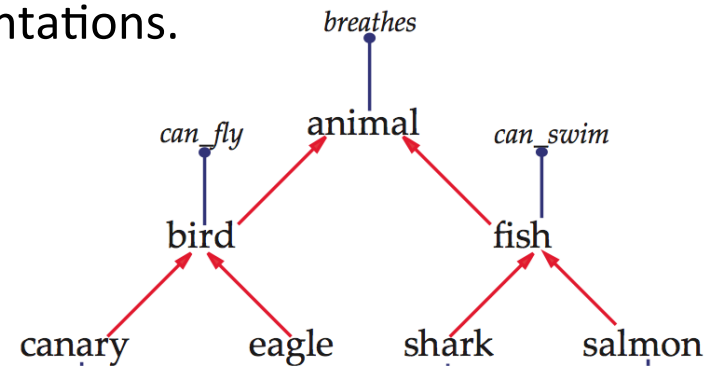 ntations.
breathes
animal
can_fly
can_swim
bird
fish
canary
eagle
shark
salmon